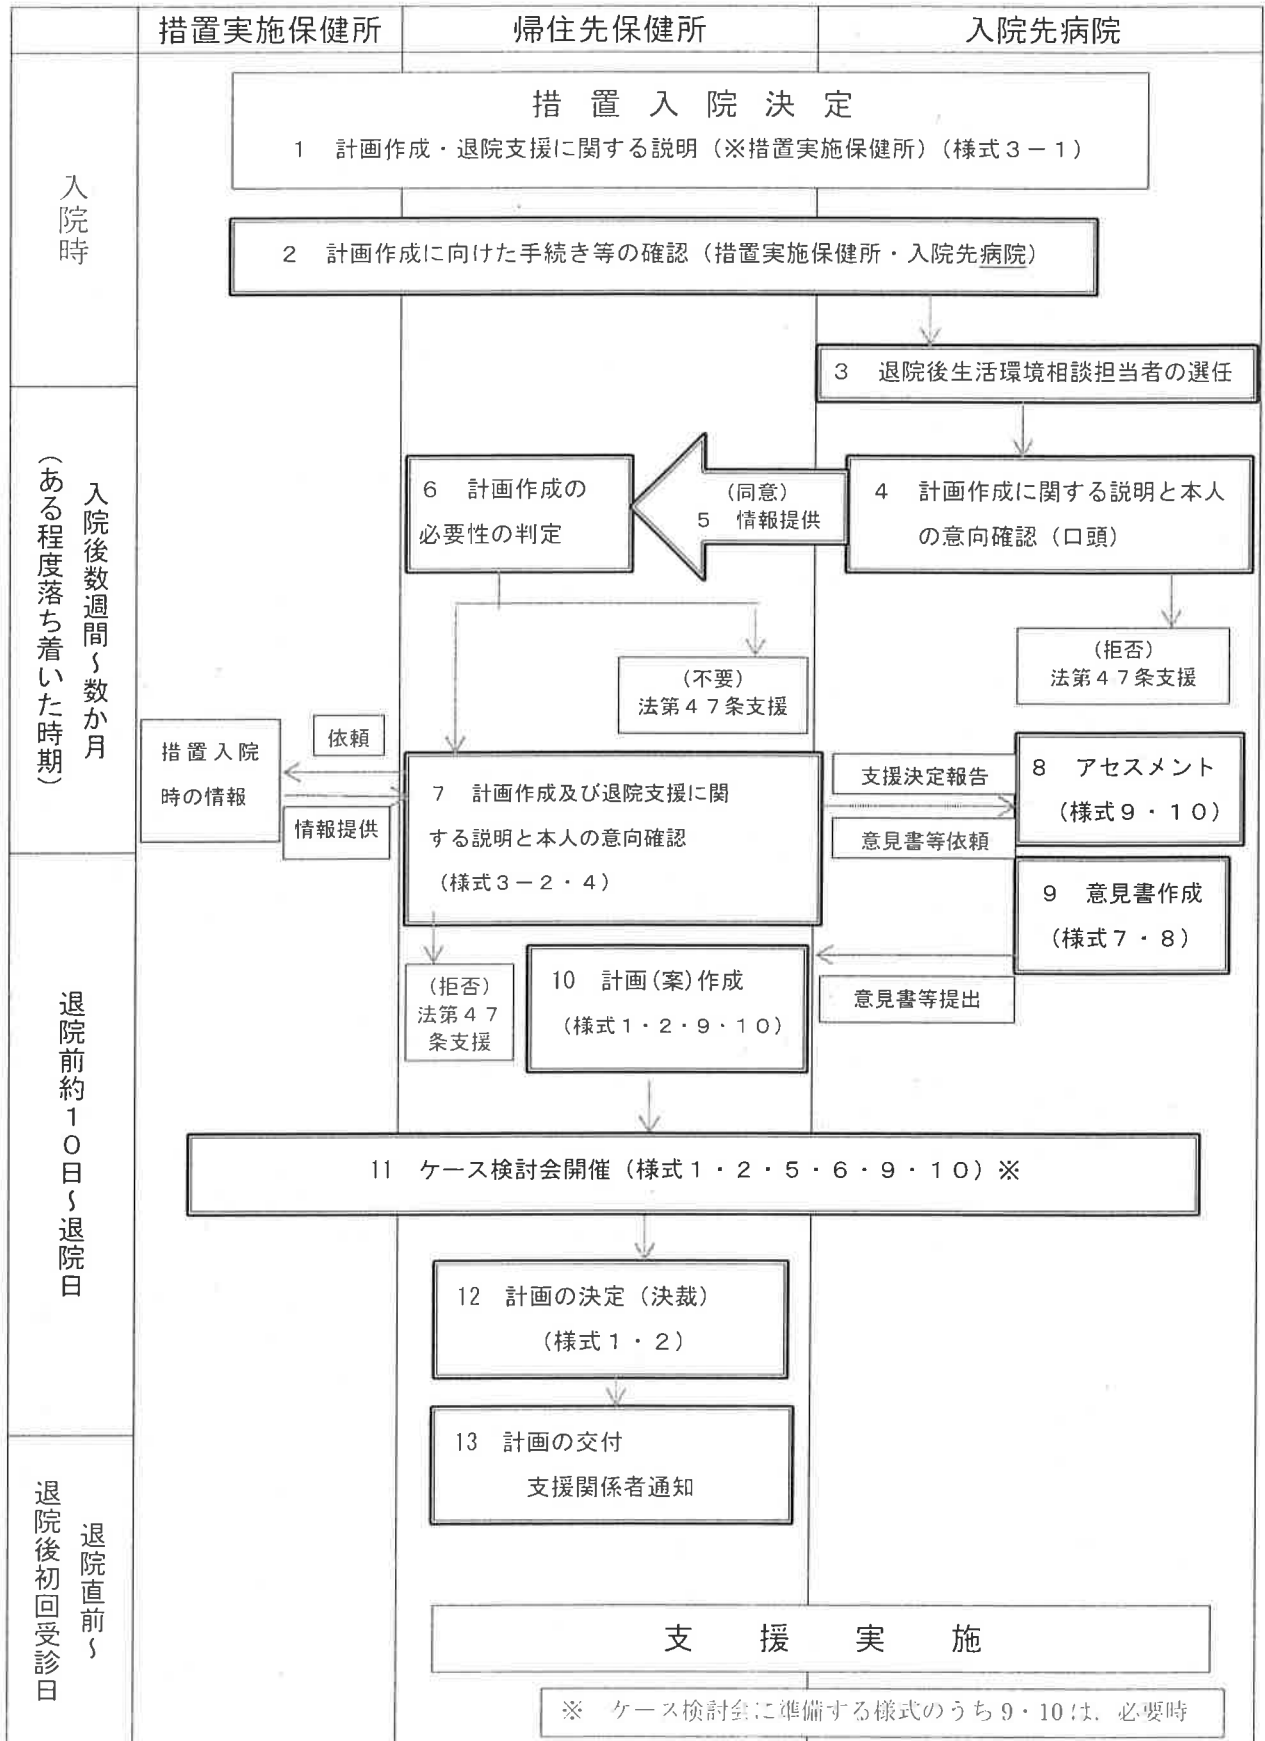 措置実施保健所
帰住先保健所
入院先病院
入院時
措置入院決定
1 計画作成・退院支援に関する説明（※措置実施保健所）（様式３－１）
2 計画作成に向けた手続き等の確認（措置実施保健所・入院先病院）
3 退院後生活環境相談担当者の選任
入院後数週間～数か月
（ある程度落ち着いた時期）
6 計画作成の
必要性の判定
（同意）
5 情報提供
4 計画作成に関する説明と本人
の意向確認（口頭）
（不要）
法第４７条支援
（拒否）
法第４７条支援
措置入院
時の情報
依頼
情報提供
7 計画作成及び退院支援に関
する説明と本人の意向確認
（様式３－２・４）
支援決定報告
意見書等依頼
8 アセスメント
（様式９・１０）
9 意見書作成
（様式７・８）
意見書等提出
退院前約１０日～退院日
（拒否）
法第４７
条支援
10 計画（案）作成
（様式１・２・９・１０）
11 ケース検討会開催（様式１・２・５・６・９・１０）※
12 計画の決定（決裁）
（様式１・２）
13 計画の交付
支援関係者通知
退院直前～
退院後初回受診日
支援実施
※ ケース検討会に準備する様式のうち9・10は、必要時